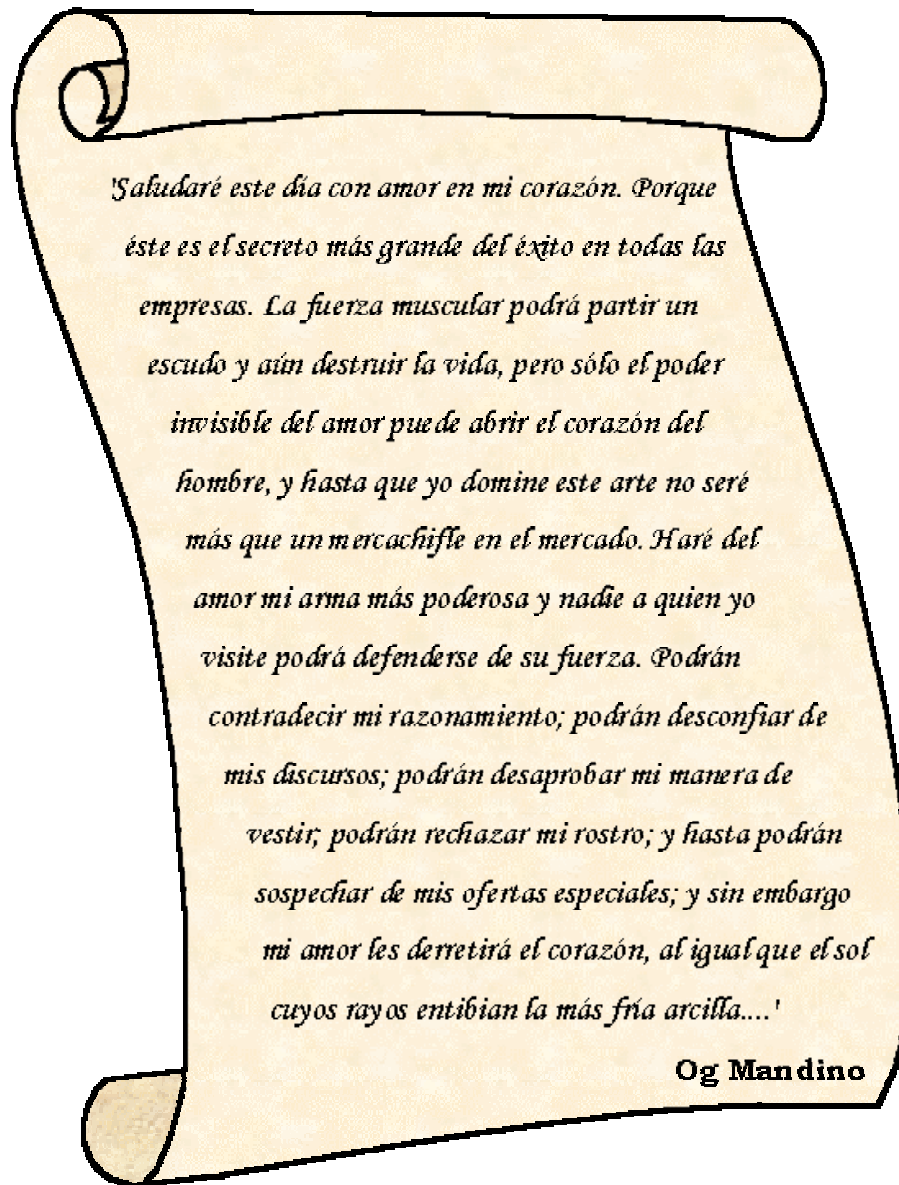 'Saludaré este día con amor en mi corazón. Porque
éste es el secreto más grande del éxito en todas las
empresas. La fuerza muscular podrá partir un
escudo y aún destruir la vida, pero sólo el poder
invisible del amor puede abrir el corazón del
hombre, y hasta que yo domine este arte no seré
más que un mercachifle en el mercado. Haré del
amor mi arma más poderosa y nadie a quien yo
visite podrá defenderse de su fuerza. Podrán
contradecir mi razonamiento; podrán desconfiar de
mis discursos; podrán desaprobar mi manera de
vestir; podrán rechazar mi rostro; y hasta podrán
sospechar de mis ofertas especiales; y sin embargo
mi amor les derretirá el corazón, al igual que el sol
cuyos rayos entibian la más fría arcilla....'
Og Mandino